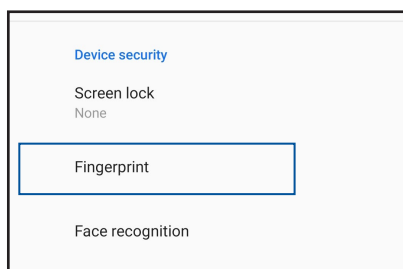 Device security
Screen lock
None
Fingerprint
Face recognition